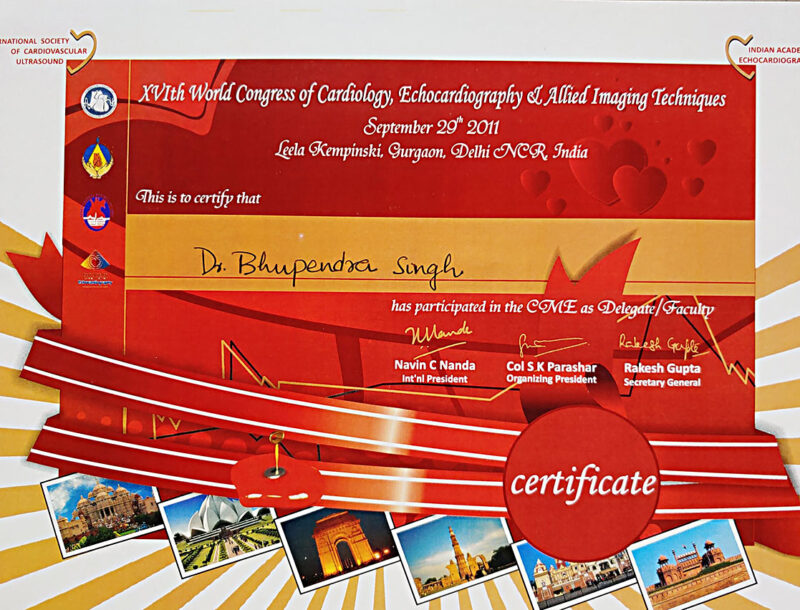 RNATIONAL SOCIETY
OF CARDIOVASCULAR
ULTRASOUND
INDIAN ACADE
ECHOCARDIOGRA
XVIth World Congress of Cardiology, Echocardiography & Allied Imaging Techniques
September 29th 2011
Leela Kempinski, Gurgaon, Delhi NCR, India
This is to certify that
Dr. Bhupendra Singh
has participated in the CME as Delegate/Faculty
Rakesh Gupta
Navin C Nanda
Int'nl President
Col S K Parashar
Organizing President
Rakesh Gupta
Secretary General
certificate